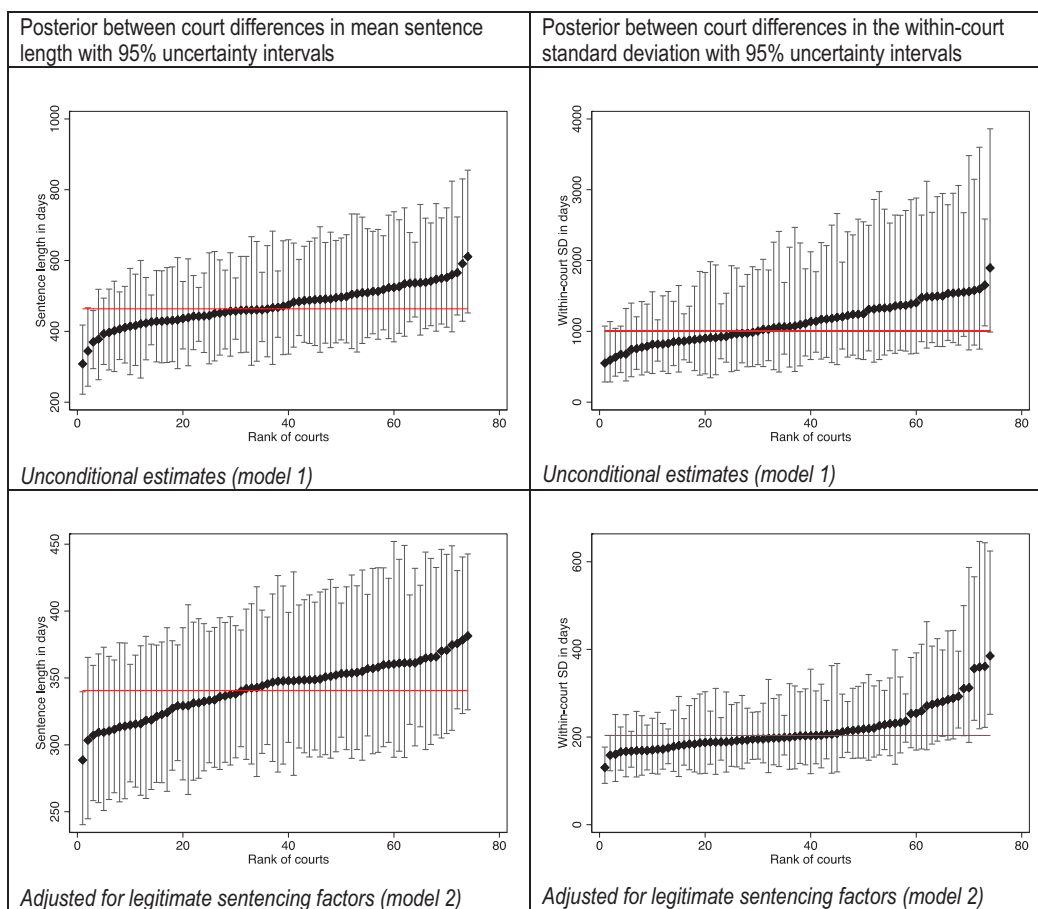 Posterior between court differences in mean sentence
length with 95% uncertainty intervals
Posterior between court differences in the within-court
standard deviation with 95% uncertainty intervals
1000
800
600
400
200
Sentence length in days
0
20
40
60
80
Rank of courts
Unconditional estimates (model 1)
4000
3000
2000
1000
0
Within-court SD in days
0
20
40
60
80
Rank of courts
Unconditional estimates (model 1)
450
400
350
300
250
Sentence length in days
0
20
40
60
80
Rank of courts
Adjusted for legitimate sentencing factors (model 2)
600
400
200
0
Within-court SD in days
0
20
40
60
80
Rank of courts
Adjusted for legitimate sentencing factors (model 2)